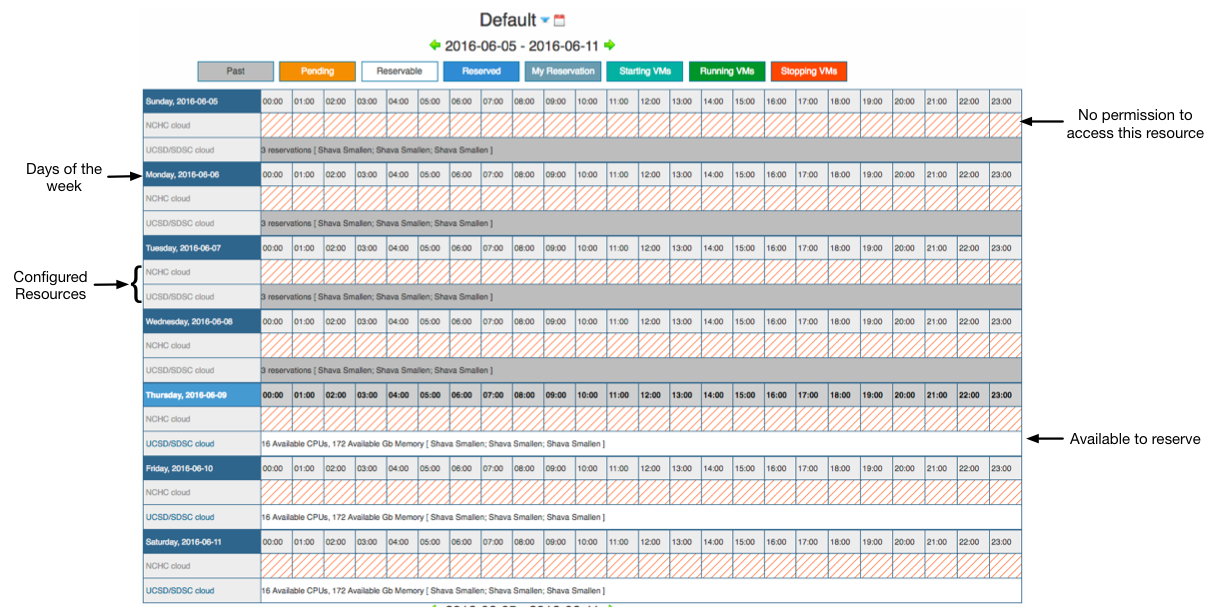 Default
2016-06-05 - 2016-06-11
Past Pending Reservable Reserved My Reservation Starting VMs Running VMs Stopping VMs
Sunday, 2016-06-05 00:00 01:00 02:00 03:00 04:00 05:00 06:00 07:00 08:00 09:00 10:00 11:00 12:00 13:00 14:00 15:00 16:00 17:00 18:00 19:00 20:00 21:00 22:00 23:00
NCHC cloud
No permission to
access this resource
UCSD/SDSC cloud 3 reservations [ Shava Smallen; Shava Smallen; Shava Smallen ]
Days of the
week
Monday, 2016-06-06 00:00 01:00 02:00 03:00 04:00 05:00 06:00 07:00 08:00 09:00 10:00 11:00 12:00 13:00 14:00 15:00 16:00 17:00 18:00 19:00 20:00 21:00 22:00 23:00
NCHC cloud
UCSD/SDSC cloud 3 reservations [ Shava Smallen; Shava Smallen; Shava Smallen ]
Tuesday, 2016-06-07 00:00 01:00 02:00 03:00 04:00 05:00 06:00 07:00 08:00 09:00 10:00 11:00 12:00 13:00 14:00 15:00 16:00 17:00 18:00 19:00 20:00 21:00 22:00 23:00
Configured
Resources
NCHC cloud
UCSD/SDSC cloud 3 reservations [ Shava Smallen; Shava Smallen; Shava Smallen ]
Wednesday, 2016-06-08 00:00 01:00 02:00 03:00 04:00 05:00 06:00 07:00 08:00 09:00 10:00 11:00 12:00 13:00 14:00 15:00 16:00 17:00 18:00 19:00 20:00 21:00 22:00 23:00
NCHC cloud
UCSD/SDSC cloud 3 reservations [ Shava Smallen; Shava Smallen; Shava Smallen ]
Thursday, 2016-06-09 00:00 01:00 02:00 03:00 04:00 05:00 06:00 07:00 08:00 09:00 10:00 11:00 12:00 13:00 14:00 15:00 16:00 17:00 18:00 19:00 20:00 21:00 22:00 23:00
NCHC cloud
UCSD/SDSC cloud 16 Available CPUs, 172 Available Gb Memory [ Shava Smallen; Shava Smallen; Shava Smallen ]
Available to reserve
Friday, 2016-06-10 00:00 01:00 02:00 03:00 04:00 05:00 06:00 07:00 08:00 09:00 10:00 11:00 12:00 13:00 14:00 15:00 16:00 17:00 18:00 19:00 20:00 21:00 22:00 23:00
NCHC cloud
UCSD/SDSC cloud 16 Available CPUs, 172 Available Gb Memory [ Shava Smallen; Shava Smallen; Shava Smallen ]
Saturday, 2016-06-11 00:00 01:00 02:00 03:00 04:00 05:00 06:00 07:00 08:00 09:00 10:00 11:00 12:00 13:00 14:00 15:00 16:00 17:00 18:00 19:00 20:00 21:00 22:00 23:00
NCHC cloud
UCSD/SDSC cloud 16 Available CPUs, 172 Available Gb Memory [ Shava Smallen; Shava Smallen; Shava Smallen ]